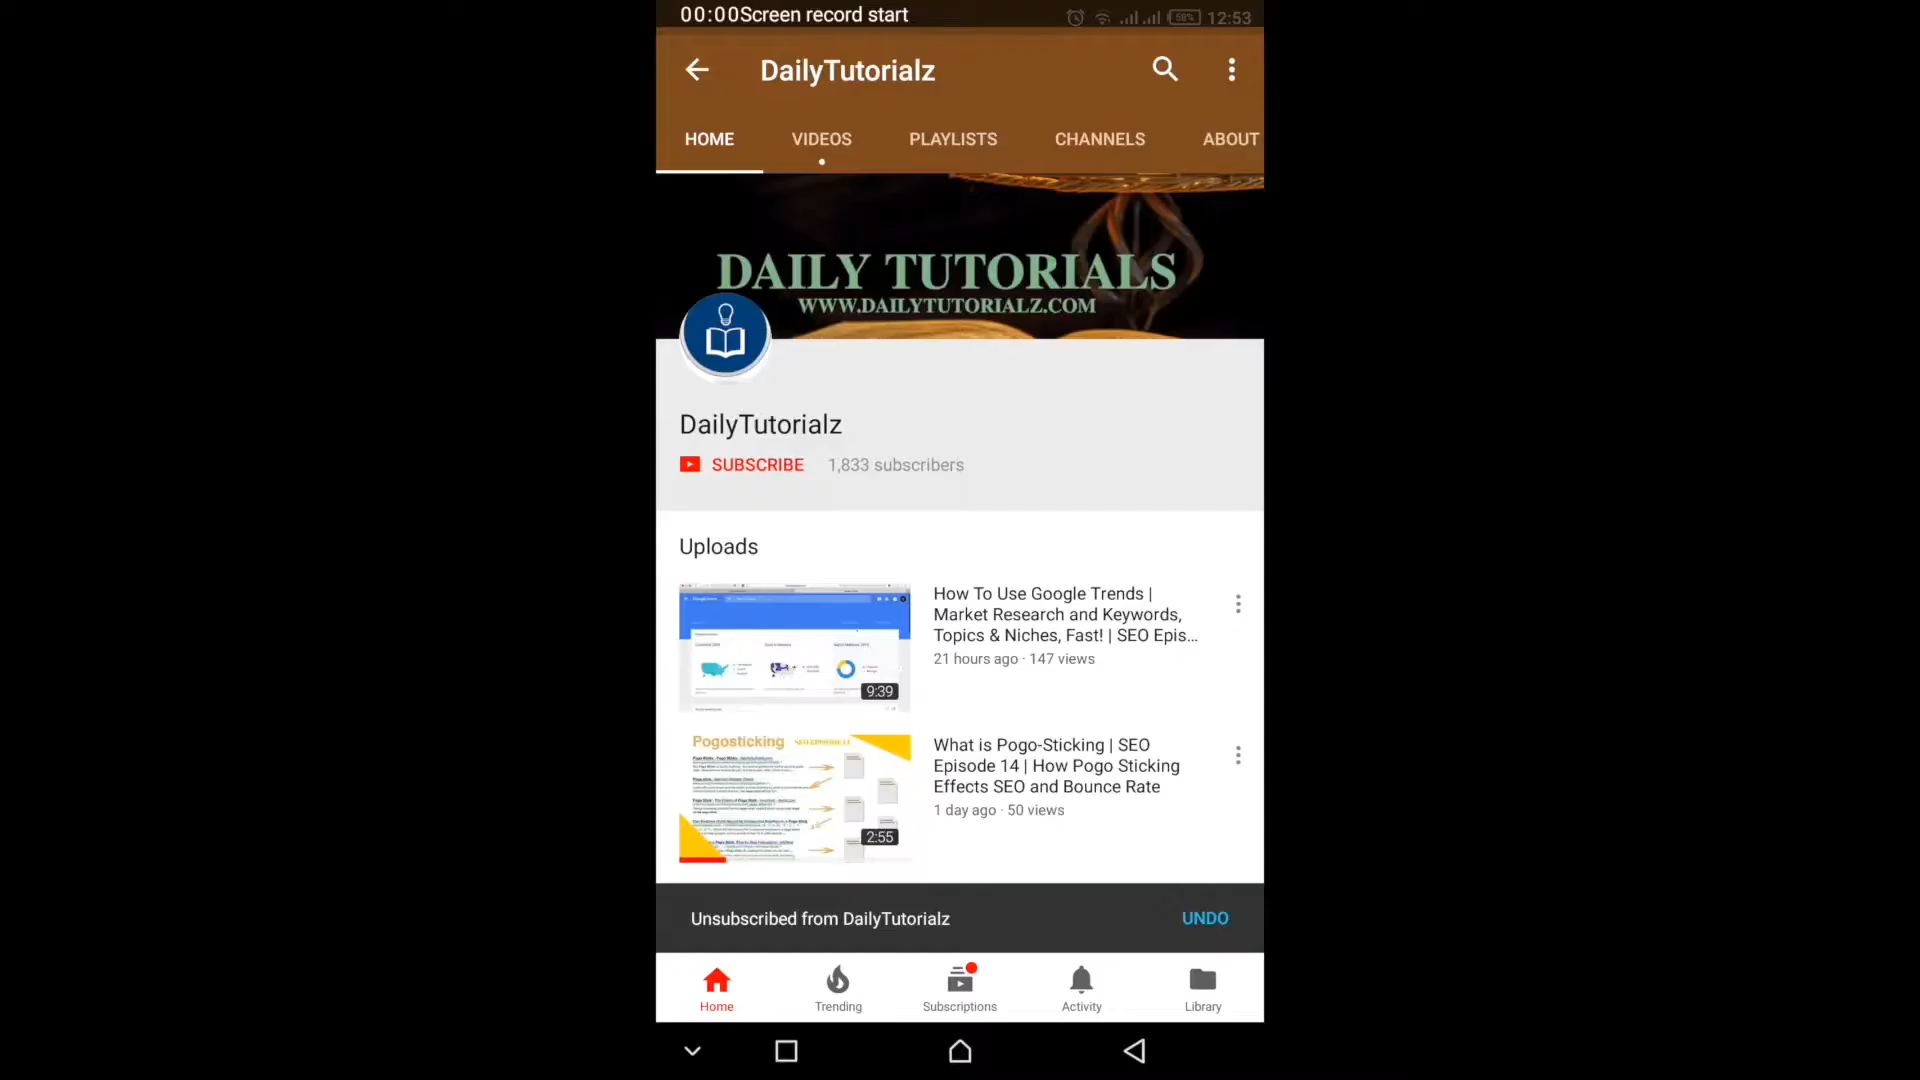 00:00Screen record start
58% 12:53
DailyTutorialz
HOME VIDEOS PLAYLISTS CHANNELS ABOUT
DAILY TUTORIALS
WWW.DAILYTUTORIALZ.COM
DailyTutorialz
SUBSCRIBE 1,833 subscribers
Uploads
How To Use Google Trends |
Market Research and Keywords,
Topics & Niches, Fast! | SEO Epis...
21 hours ago · 147 views
9:39
Pogosticking
What is Pogo-Sticking | SEO
Episode 14 | How Pogo Sticking
Effects SEO and Bounce Rate
1 day ago · 50 views
2:55
Unsubscribed from DailyTutorialz UNDO
Home Trending Subscriptions Activity Library